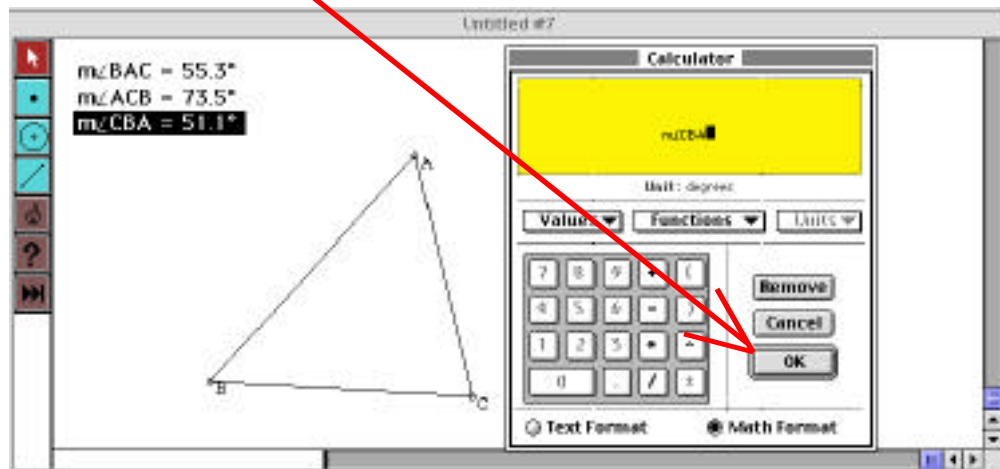 Untitled #7
m∠BAC = 55.3°
m∠ACB = 73.5°
m∠CBA = 51.1°
A
B
C
?
Calculator
m∠CBA
Unit: degrees
Values Functions Units
7 8 9 + (
4 5 6 - )
1 2 3 * ^
0 . / ±
Remove
Cancel
OK
Text Format Math Format